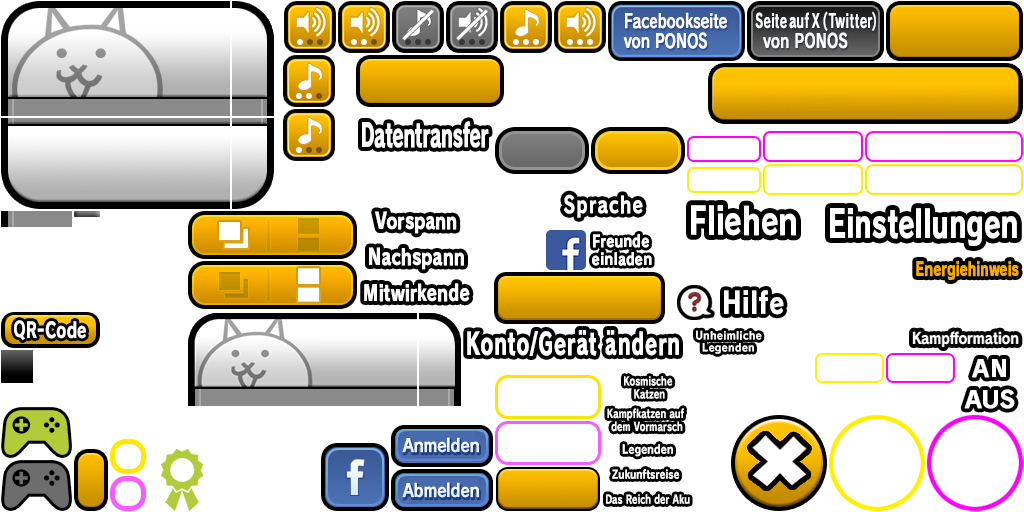 Facebookseite
von PONOS
Seite auf X (Twitter)
von PONOS
Datentransfer
Sprache
Fliehen
Einstellungen
Vorspann
Freunde
einladen
Nachspann
Energiehinweis
Mitwirkende
Hilfe
QR-Code
Konto/Gerät ändern
Unheimliche
Legenden
Kampfformation
AN
AUS
Kosmische
Katzen
Kampfkatzen auf
dem Vormarsch
Anmelden
Legenden
Zukunftsreise
Abmelden
Das Reich der Aku